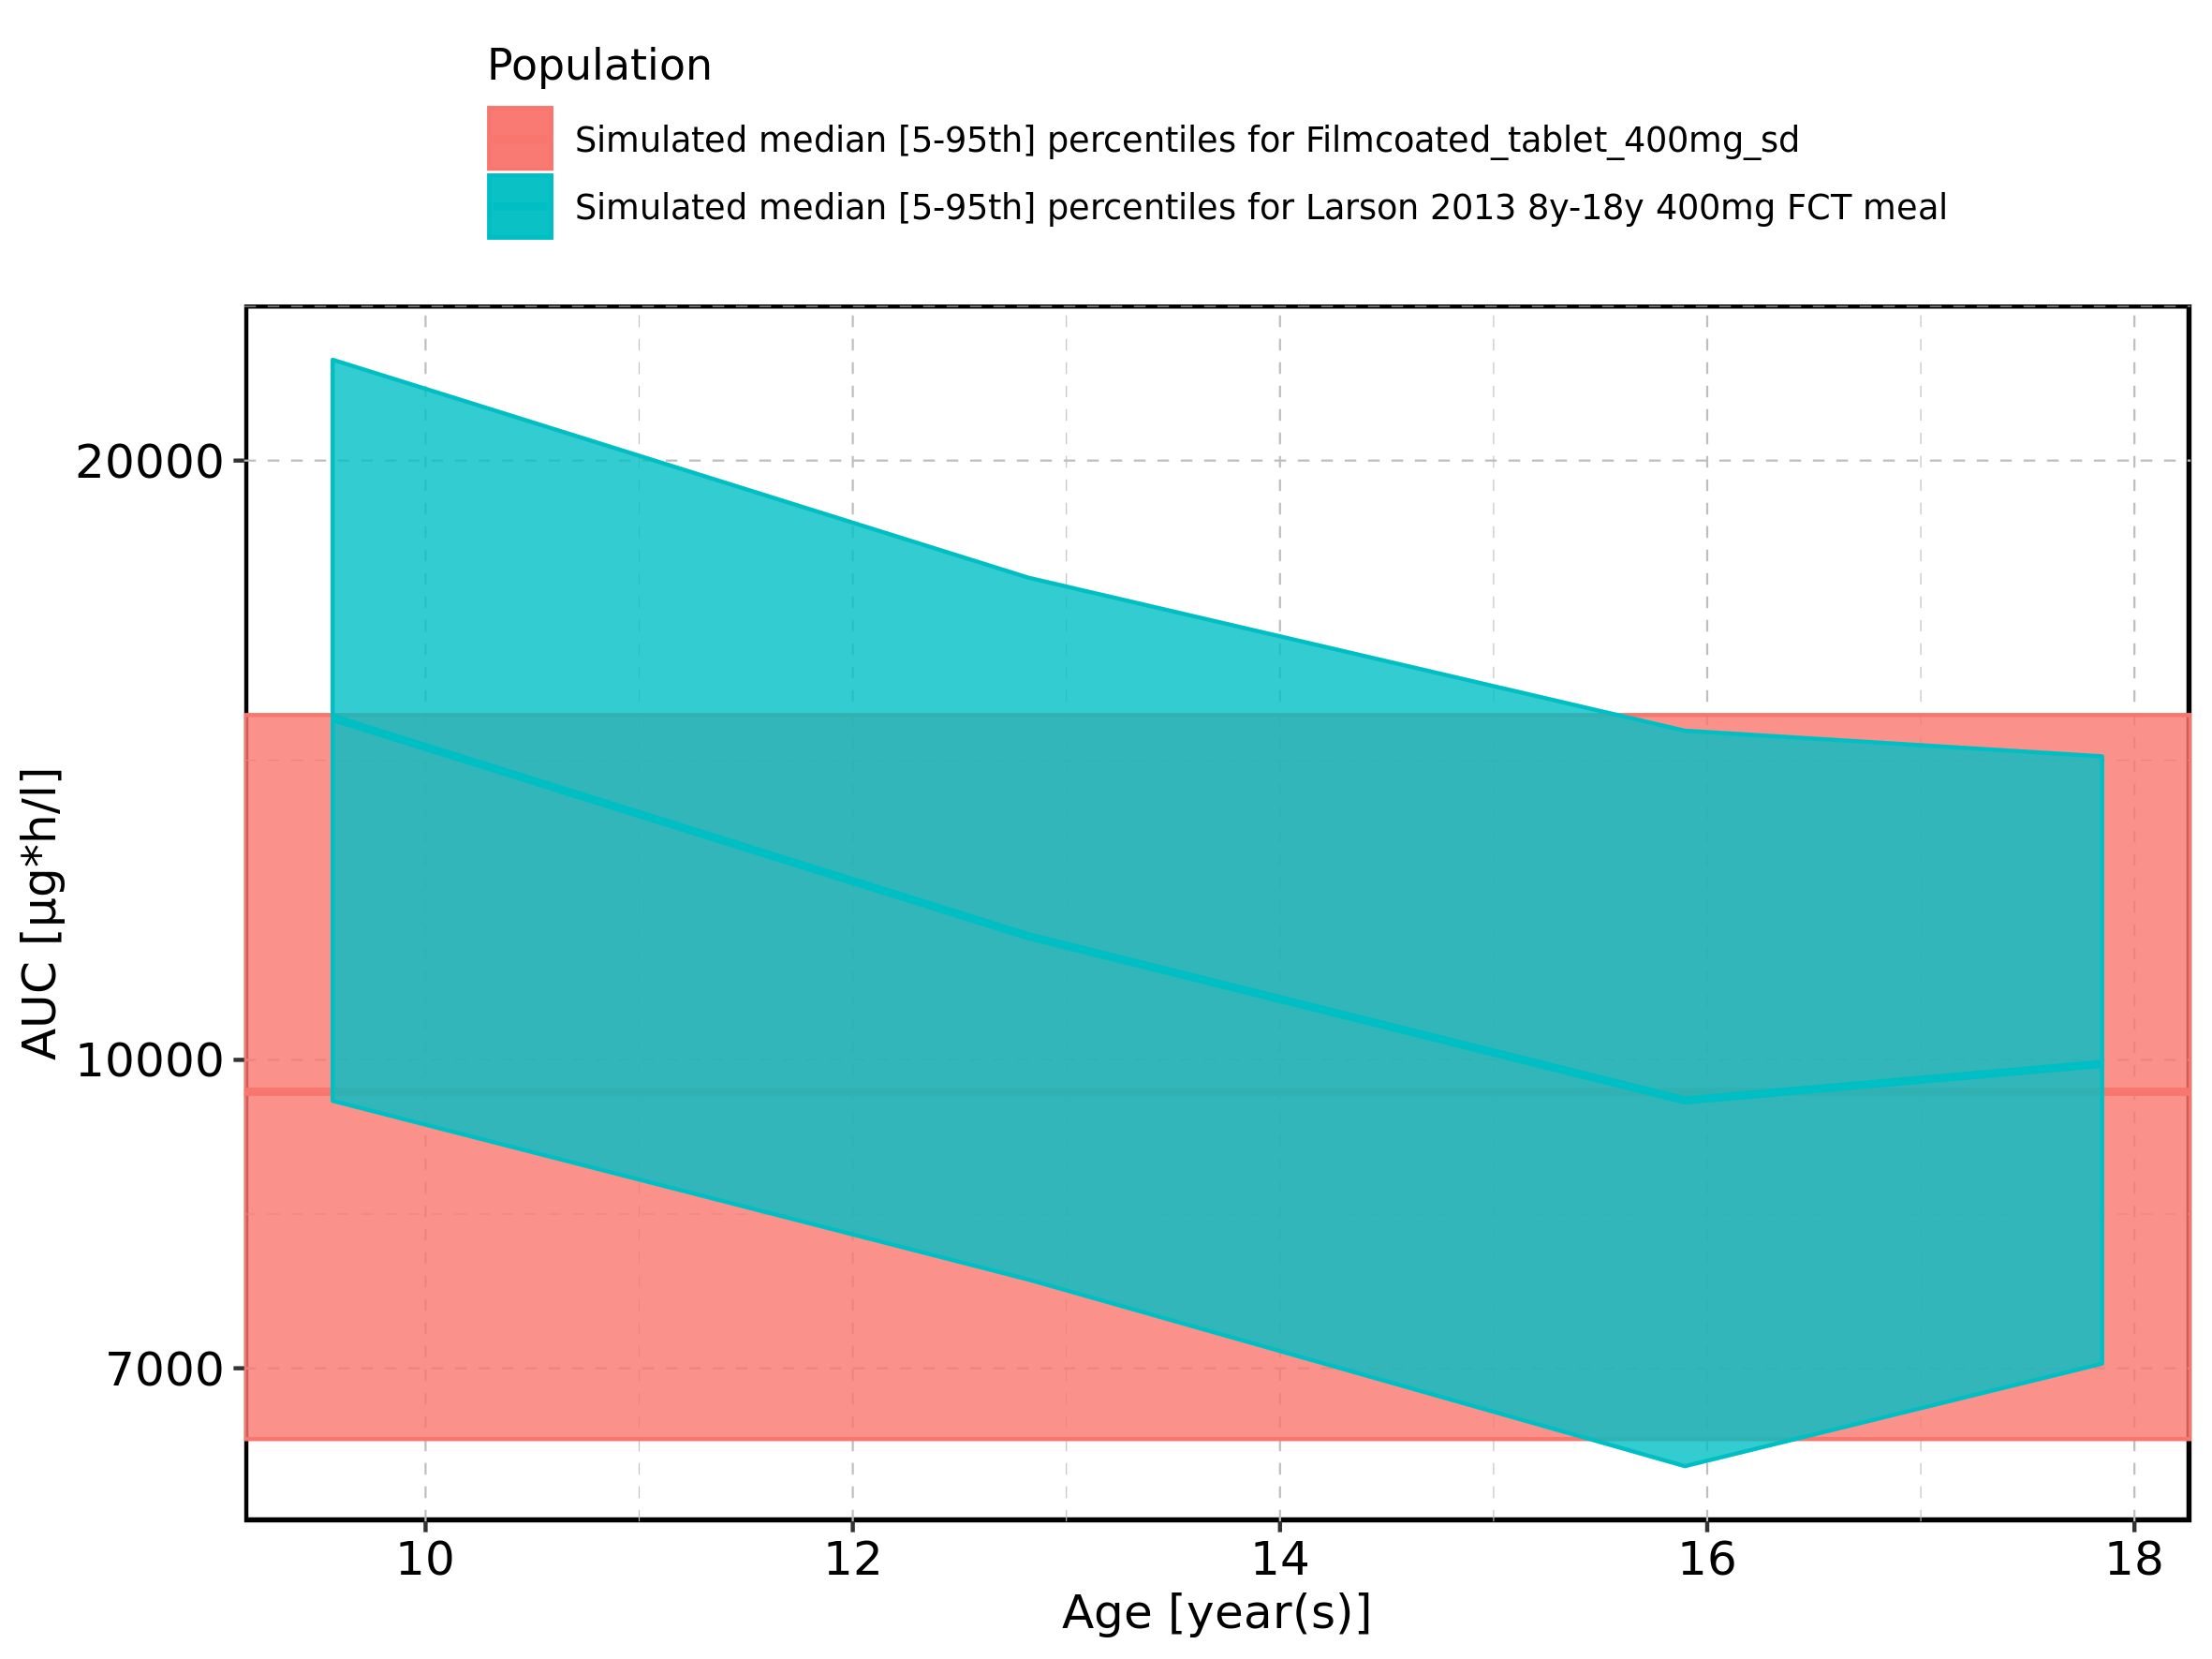 Population
Simulated median [5-95th] percentiles for Filmcoated_tablet_400mg_sd
Simulated median [5-95th] percentiles for Larson 2013 8y-18y 400mg FCT meal
20000
10000
7000
AUC [µg*h/l]
10 12 14 16 18
Age [year(s)]